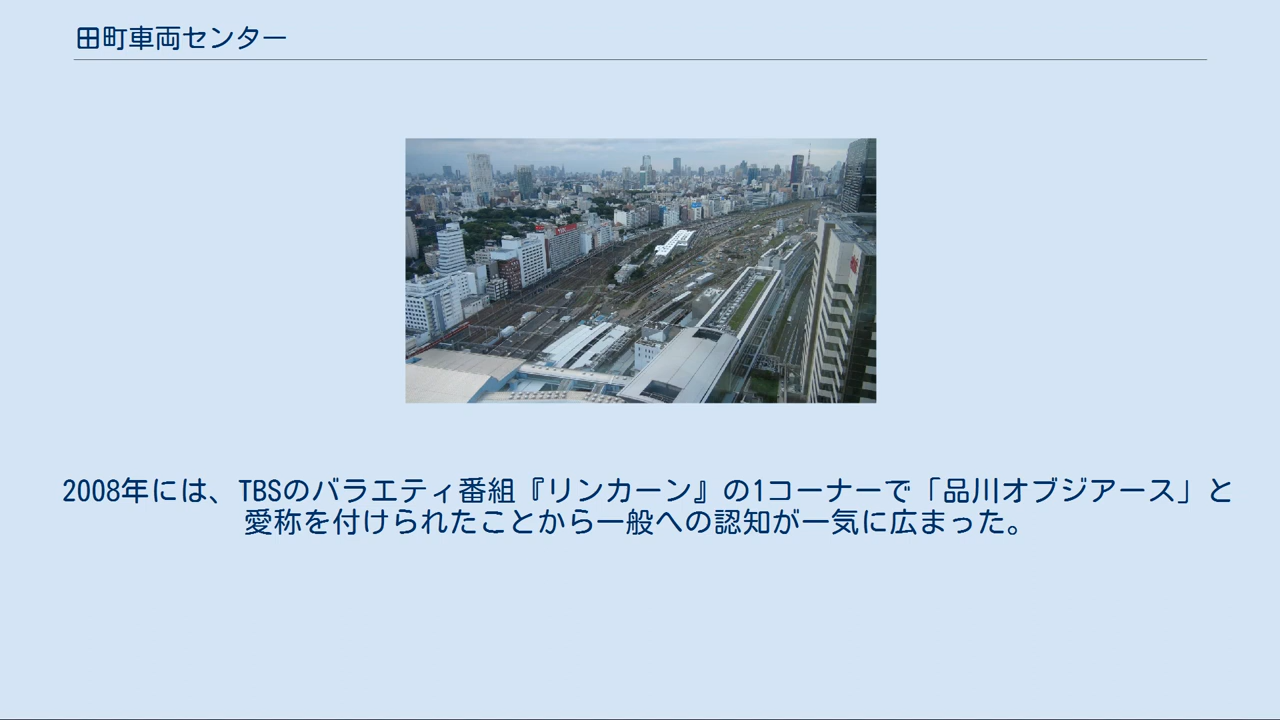 田町車両センター
2008年には、TBSのバラエティ番組『リンカーン』の1コーナーで「品川オブジアース」と
愛称を付けられたことから一般への認知が一気に広まった。